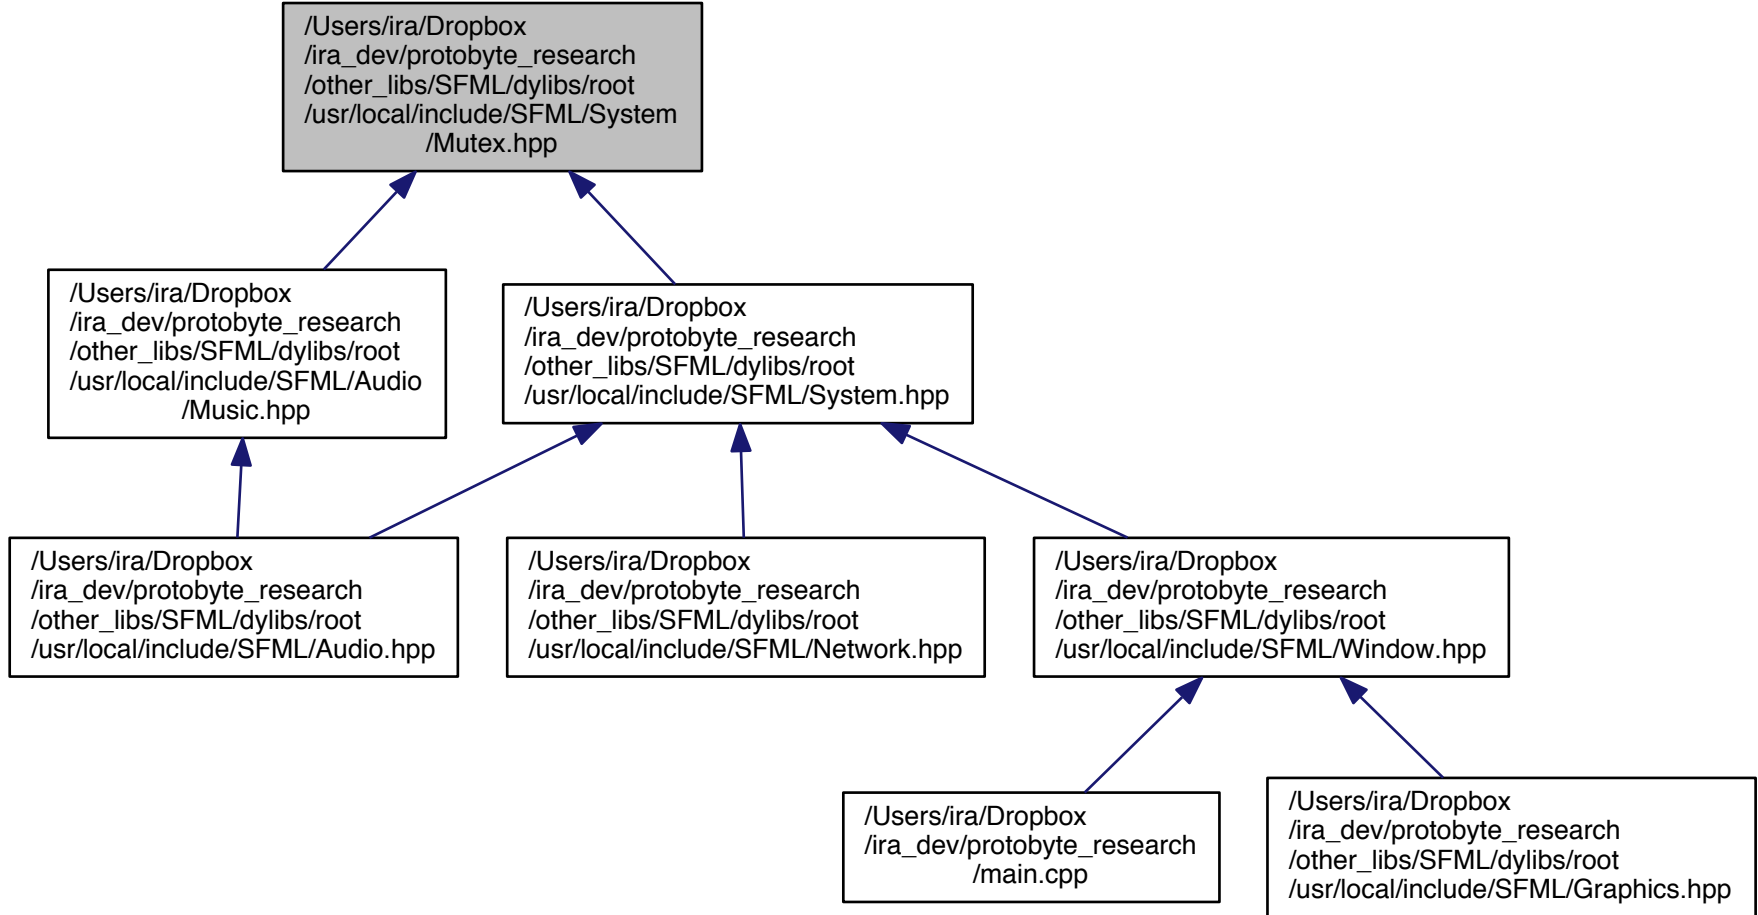 /Users/ira/Dropbox
/ira_dev/protobyte_research
/other_libs/SFML/dylibs/root
/usr/local/include/SFML/System
/Mutex.hpp
/Users/ira/Dropbox
/ira_dev/protobyte_research
/other_libs/SFML/dylibs/root
/usr/local/include/SFML/Audio
/Music.hpp
/Users/ira/Dropbox
/ira_dev/protobyte_research
/other_libs/SFML/dylibs/root
/usr/local/include/SFML/System.hpp
/Users/ira/Dropbox
/ira_dev/protobyte_research
/other_libs/SFML/dylibs/root
/usr/local/include/SFML/Audio.hpp
/Users/ira/Dropbox
/ira_dev/protobyte_research
/other_libs/SFML/dylibs/root
/usr/local/include/SFML/Network.hpp
/Users/ira/Dropbox
/ira_dev/protobyte_research
/other_libs/SFML/dylibs/root
/usr/local/include/SFML/Window.hpp
/Users/ira/Dropbox
/ira_dev/protobyte_research
/main.cpp
/Users/ira/Dropbox
/ira_dev/protobyte_research
/other_libs/SFML/dylibs/root
/usr/local/include/SFML/Graphics.hpp